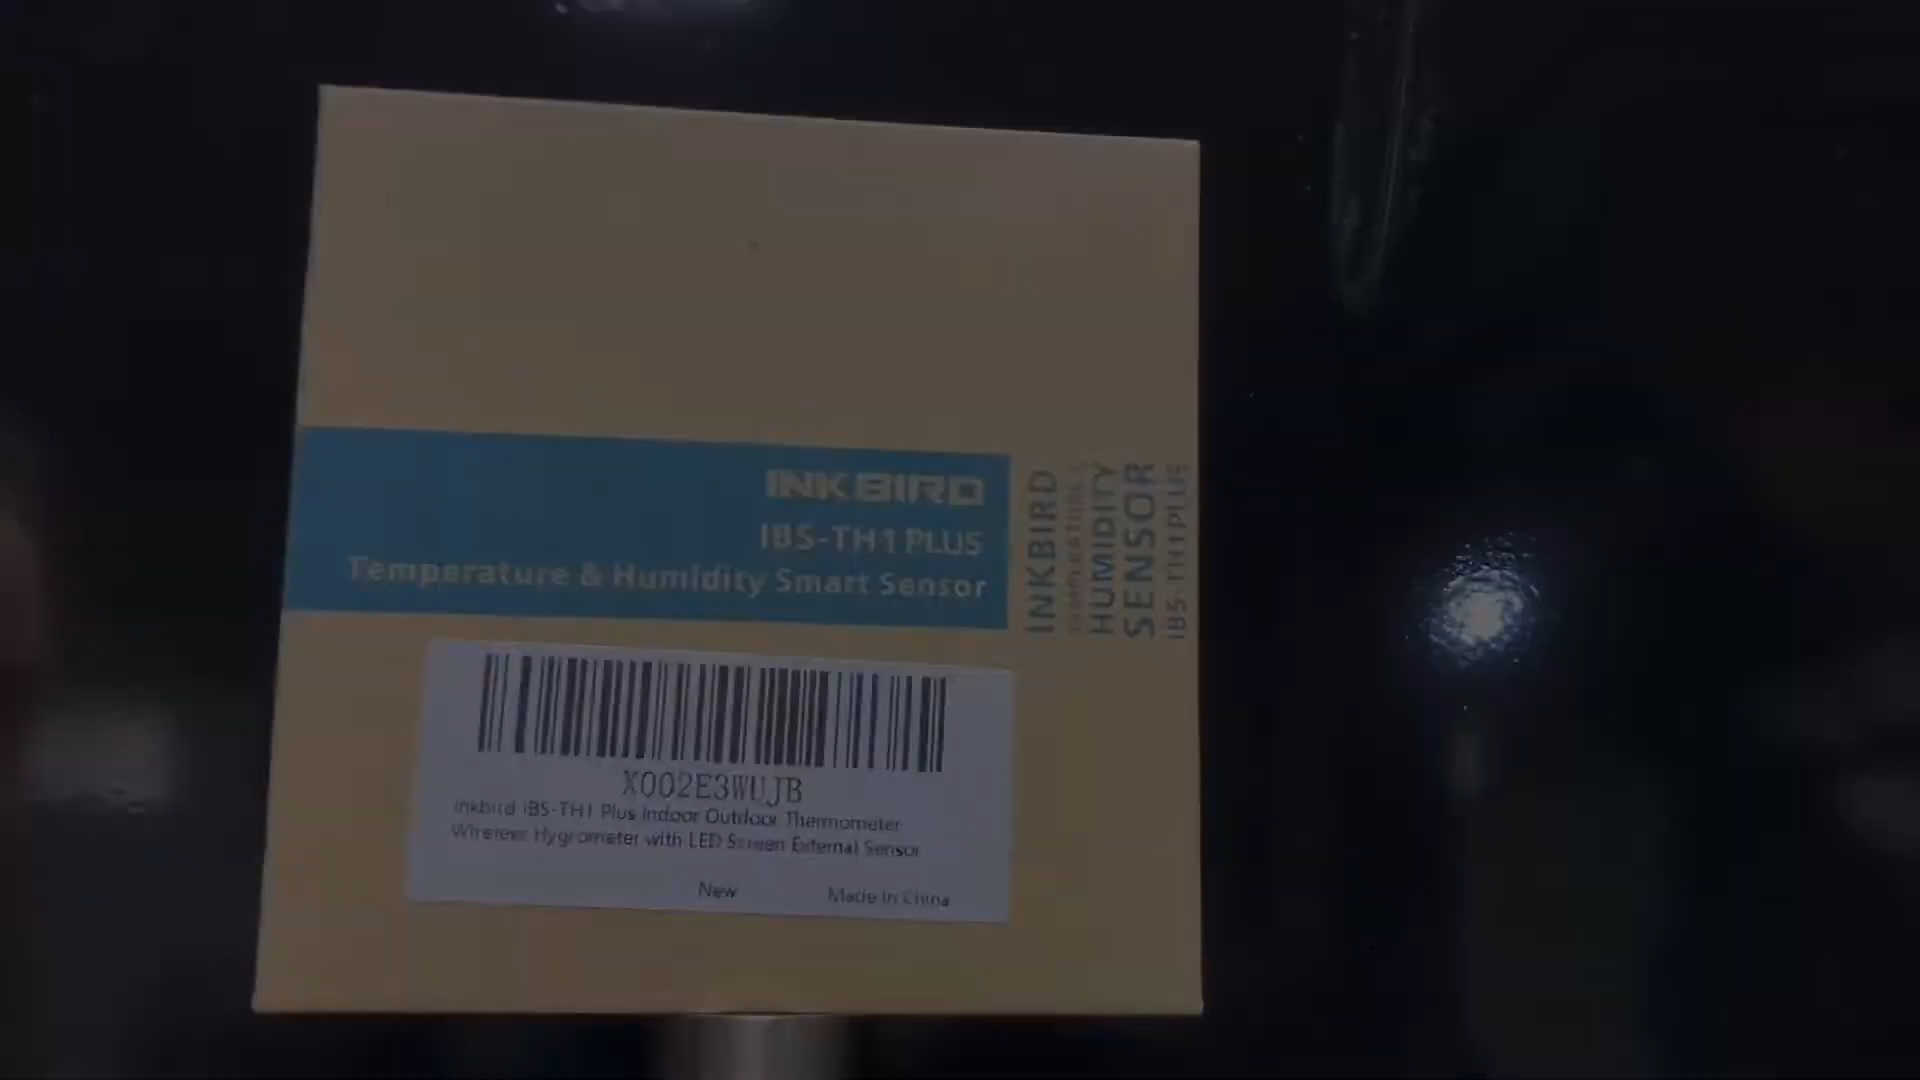 INKBIRD
IBS-TH1 PLUS
Temperature & Humidity Smart Sensor
INKBIRD
TEMPERATURE &
HUMIDITY
SENSOR
IBS-TH1 PLUS
X002E3WUJB
Inkbird IBS-TH1 Plus Indoor Outdoor Thermometer
Wireless Hygrometer with LED Screen External Sensor
New
Made in China